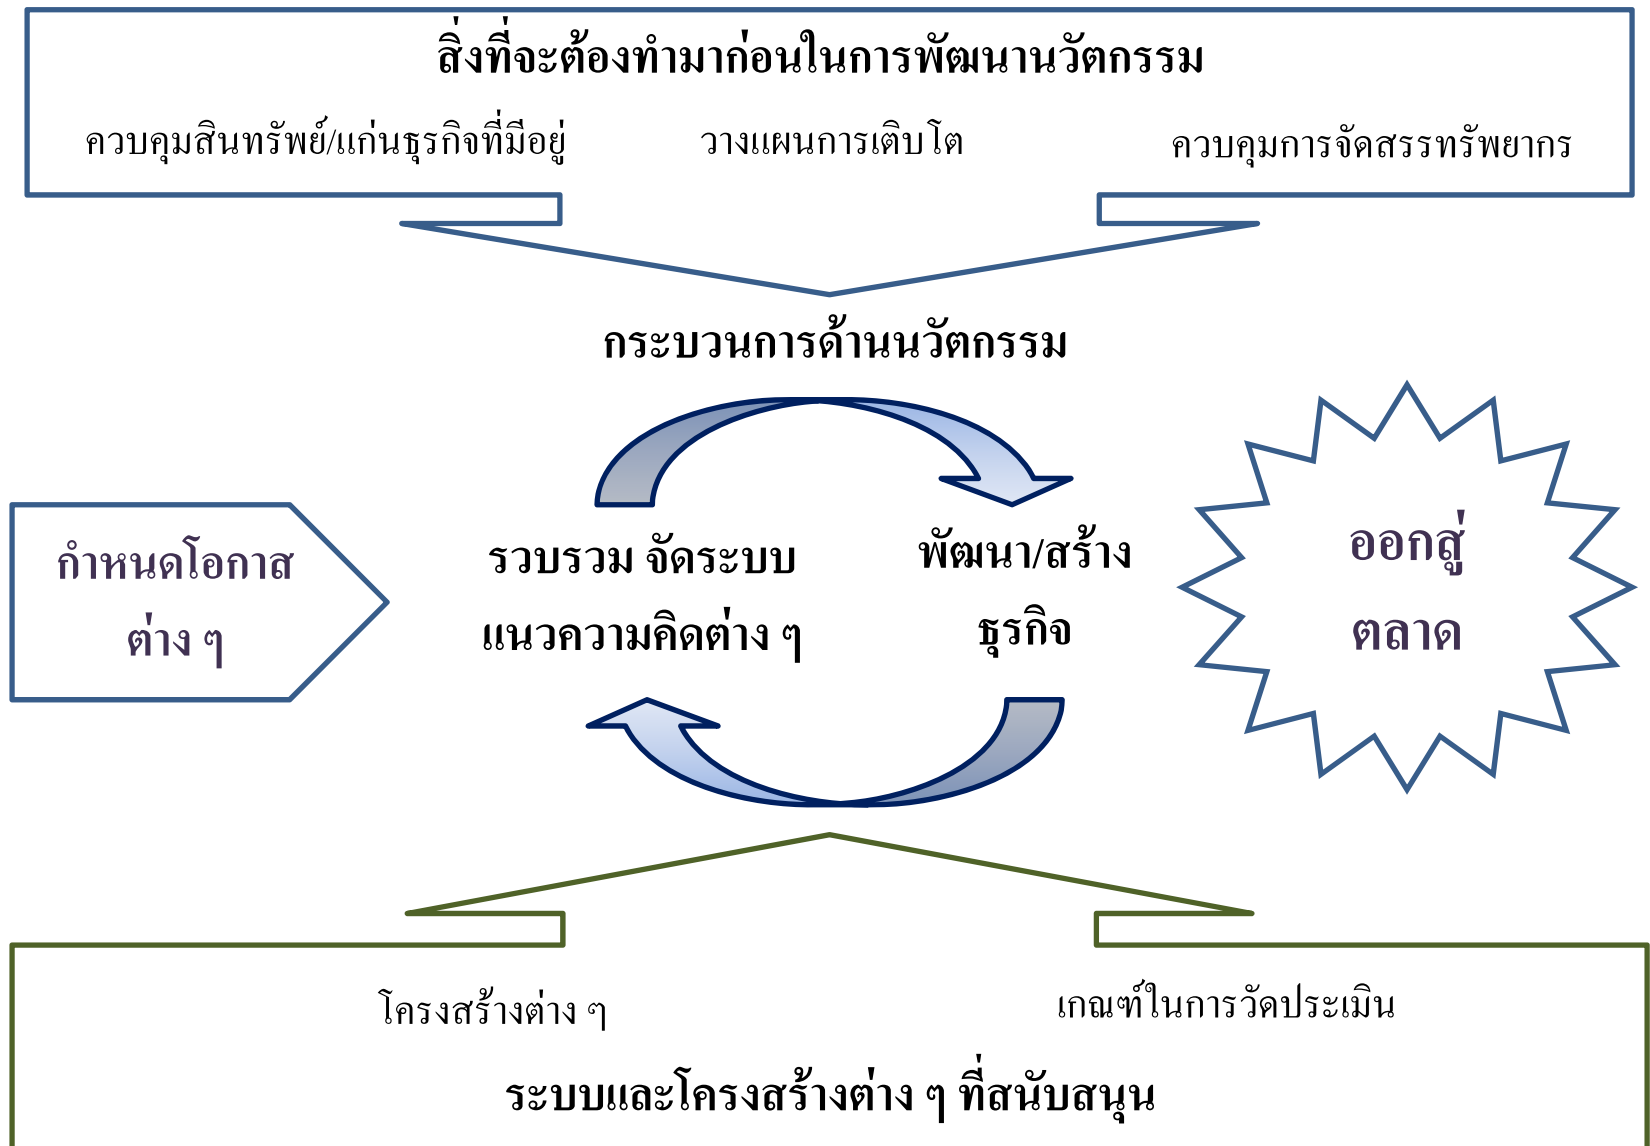 สิ่งที่จะต้องทำมาก่อนในการพัฒนานวัตกรรม
ควบคุมสินทรัพย์/แก่นธุรกิจที่มีอยู่
วางแผนการเติบโต
ควบคุมการจัดสรรทรัพยากร
กระบวนการด้านนวัตกรรม
กำหนดโอกาส
ต่าง ๆ
รวบรวม จัดระบบ
แนวความคิดต่าง ๆ
พัฒนา/สร้าง
ธุรกิจ
ออกสู่
ตลาด
โครงสร้างต่าง ๆ
เกณฑ์ในการวัดประเมิน
ระบบและโครงสร้างต่าง ๆ ที่สนับสนุน